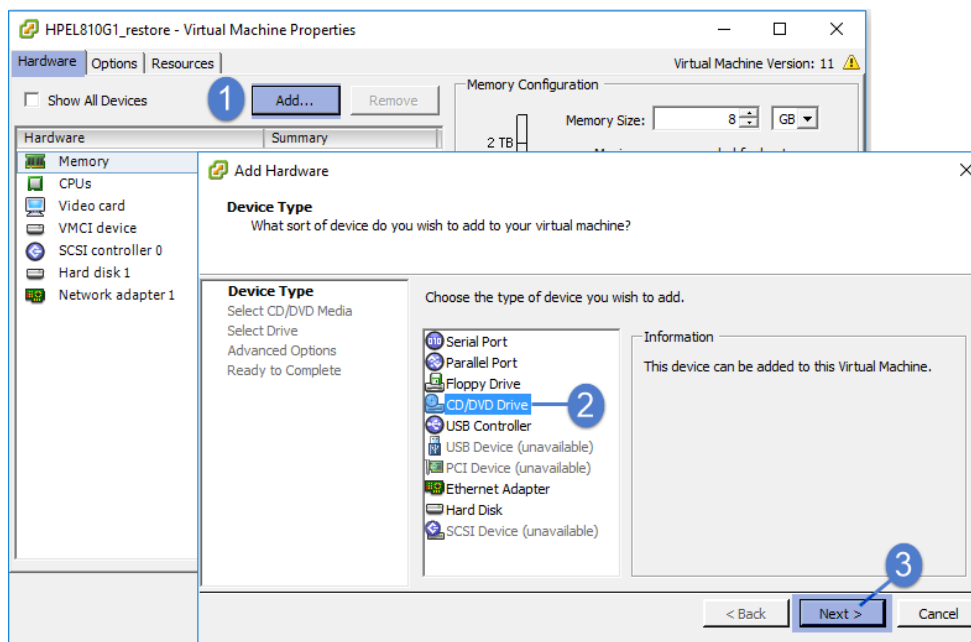 HPEL810G1_restore - Virtual Machine Properties
Hardware Options Resources
Virtual Machine Version: 11
Show All Devices
1
Add...
Remove
Memory Configuration
Memory Size: 8 GB
2 TB
Hardware Summary
Memory
CPUs
Video card
VMCI device
SCSI controller 0
Hard disk 1
Network adapter 1
Add Hardware
Device Type
What sort of device do you wish to add to your virtual machine?
Device Type
Select CD/DVD Media
Select Drive
Advanced Options
Ready to Complete
Choose the type of device you wish to add.
Serial Port
Parallel Port
Floppy Drive
CD/DVD Drive
2
USB Controller
USB Device (unavailable)
PCI Device (unavailable)
Ethernet Adapter
Hard Disk
SCSI Device (unavailable)
Information
This device can be added to this Virtual Machine.
3
< Back
Next >
Cancel